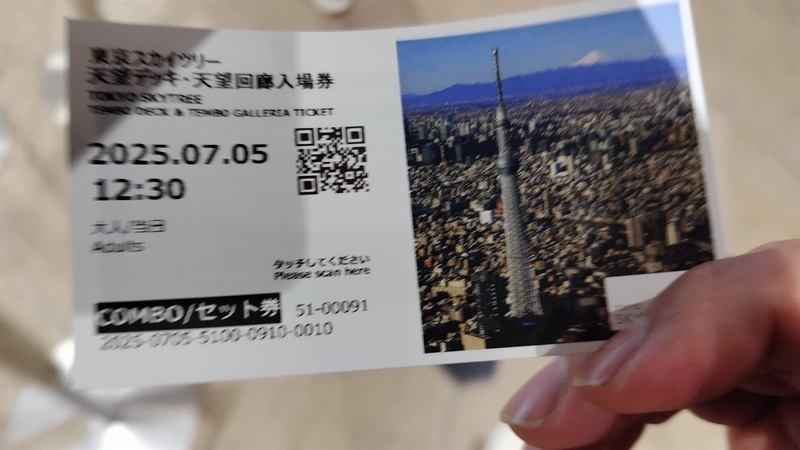 東京スカイツリー
天望デッキ・天望回廊入場券
TOKYO SKYTREE
TEMBO DECK & TEMBO GALLERIA TICKET
2025.07.05
12:30
大人/当日
Adults
タッチしてください
Please scan here
COMBO/セット券 51-00091
2025-0705-5100-0910-0010